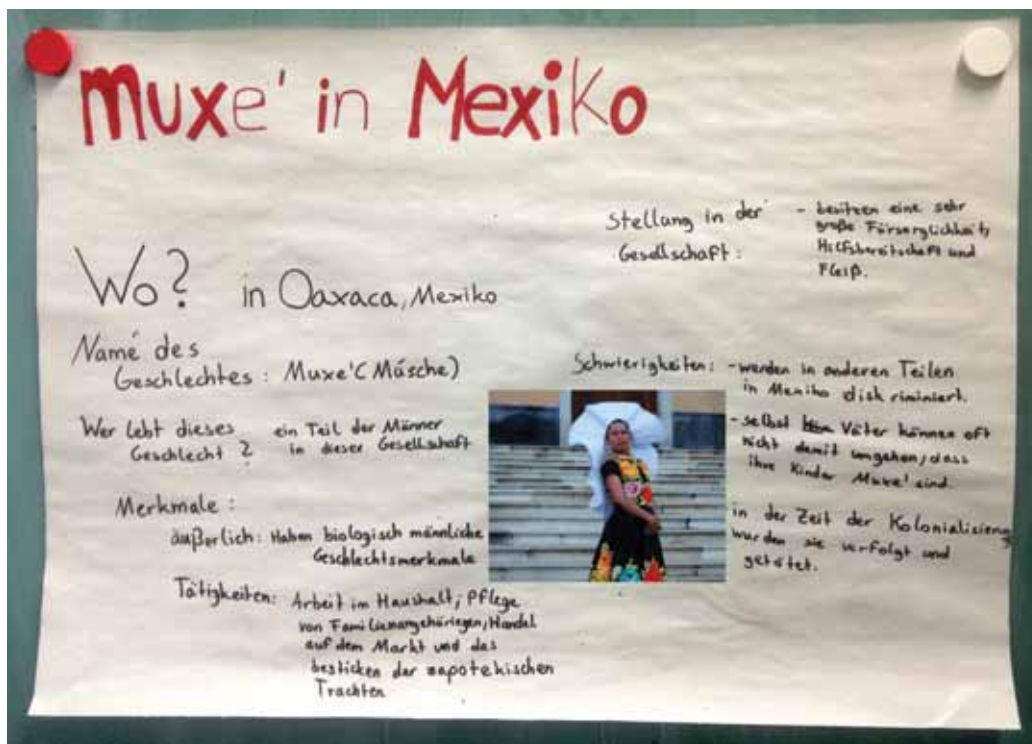 Muxe' in Mexiko
Wo? in Oaxaca, Mexiko
Name des
Geschlechtes: Muxe' (Másche)
Wer lebt dieses
Geschlecht?
ein Teil der Männer
in dieser Gesellschaft
Merkmale:
äußerlich: Haben biologisch männliche
Geschlechtsmerkmale
Tätigkeiten: Arbeit im Haushalt, Pflege
von Familienangehöriegen, Handel
auf dem Markt und das
besticken der zapotekischen
Trachten
Stellung in der
Gesellschaft:
- besitzen eine sehr
große Fürsorglichkeit,
Hilfsbereitschaft und
Fleiß.
Schwierigkeiten: - werden in anderen Teilen
in Mexiko diskriminiert.
- selbst Väter können oft
nicht damit umgehen, dass
ihre Kinder Muxe' sind.
in der Zeit der Kolonialisierung
wurden sie verfolgt und
getötet.